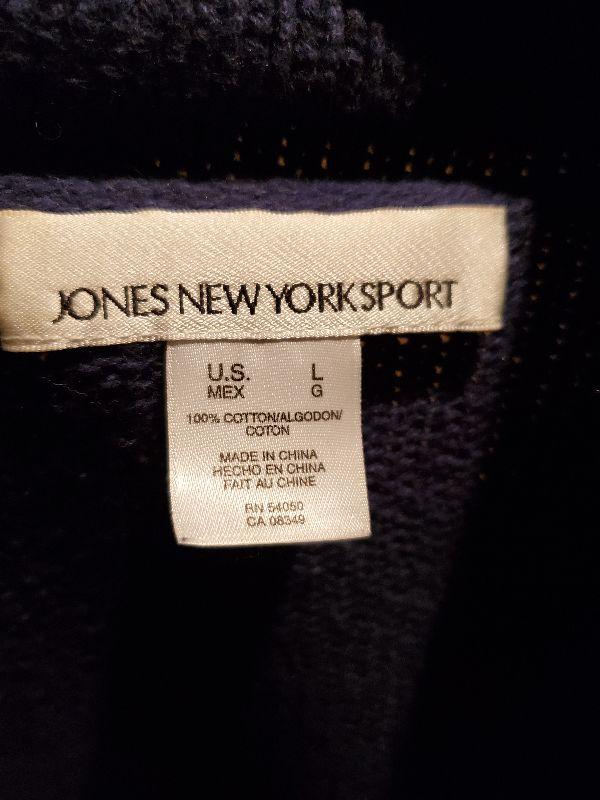 JONES NEW YORK SPORT
U.S. L
MEX G
100% COTTON/ALGODON/
COTON
MADE IN CHINA
HECHO EN CHINA
FAIT AU CHINE
RN 54050
CA 08349